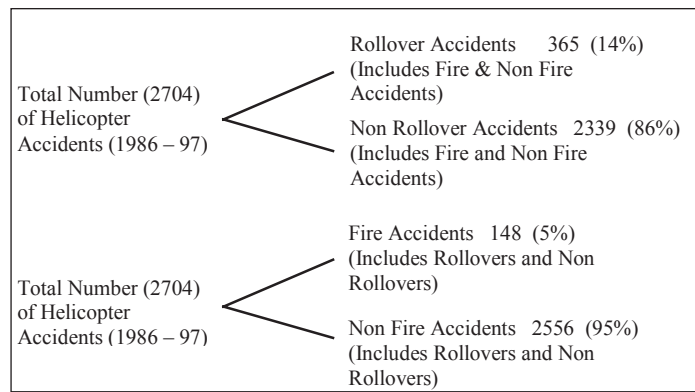 Total Number (2704)
of Helicopter
Accidents (1986 – 97)
Rollover Accidents 365 (14%)
(Includes Fire & Non Fire
Accidents)
Non Rollover Accidents 2339 (86%)
(Includes Fire and Non Fire
Accidents)
Total Number (2704)
of Helicopter
Accidents (1986 – 97)
Fire Accidents 148 (5%)
(Includes Rollovers and Non
Rollovers)
Non Fire Accidents 2556 (95%)
(Includes Rollovers and Non
Rollovers)